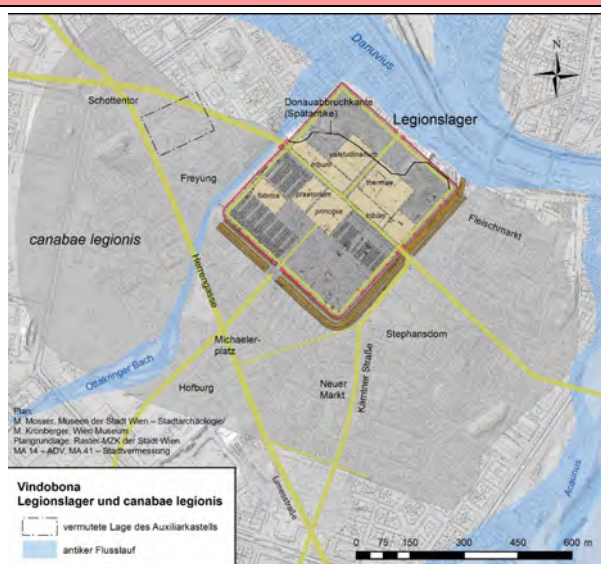 Danuvius
N
Schottentor
Donauabbruchkante
(Spätantike)
Legionslager
valetudinarium
tribuni
thermae
Freyung
fabrica
praetorium
principia
tribuni
Fleischmarkt
canabae legionis
Herrengasse
Stephansdom
Michaeler-
platz
Ottakringer Bach
Hofburg
Neuer
Markt
Kärntner Straße
Acaunus
Limesstraße
Plan:
M. Mosser, Museen der Stadt Wien – Stadtarchäologie/
M. Kronberger, Wien Museum
Plangrundlage: Raster-MZK der Stadt Wien
MA 14 – ADV, MA 41 – Stadtvermessung
Vindobona
Legionslager und canabae legionis
vermutete Lage des Auxiliarkastells
antiker Flusslauf
0 75 150 300 450 600 m